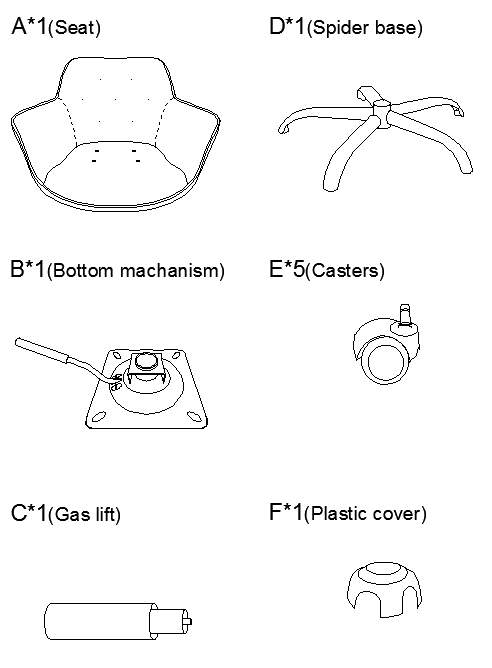 A*1(Seat)
D*1(Spider base)
B*1(Bottom machanism)
E*5(Casters)
C*1(Gas lift)
F*1(Plastic cover)